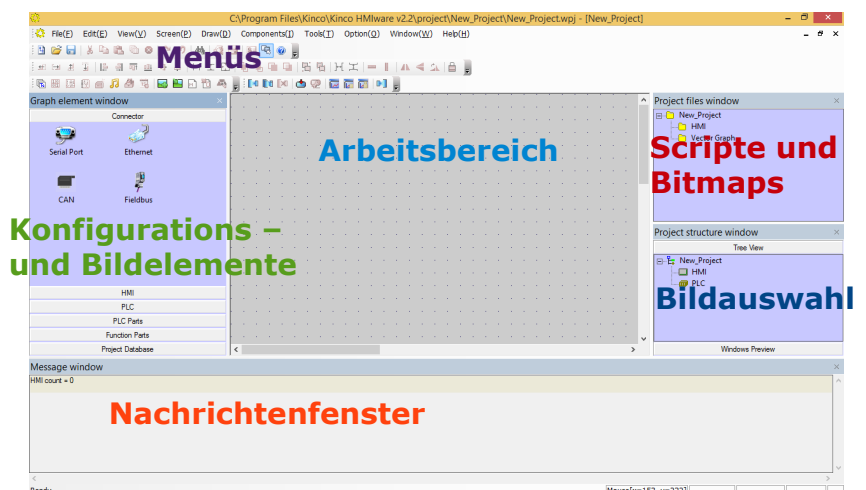 C:\Program Files\Kinco\Kinco HMIware v2.2\project\New_Project\New_Project.wpj - [New_Project]
File(F) Edit(E) View(V) Screen(P) Draw(D) Components(J) Tools(T) Option(O) Window(W) Help(H)
Menüs
Graph element window
Connector
Serial Port Ethernet
CAN Fieldbus
Konfigurations –
und Bildelemente
HMI
PLC
PLC Parts
Function Parts
Project Database
Arbeitsbereich
Project files window
New_Project
HMI
Vector Graph
Scripte und
Bitmaps
Project structure window
Tree View
New_Project
HMI
PLC
Bildauswahl
Windows Preview
Message window
HMI count = 0
Nachrichtenfenster
Ready